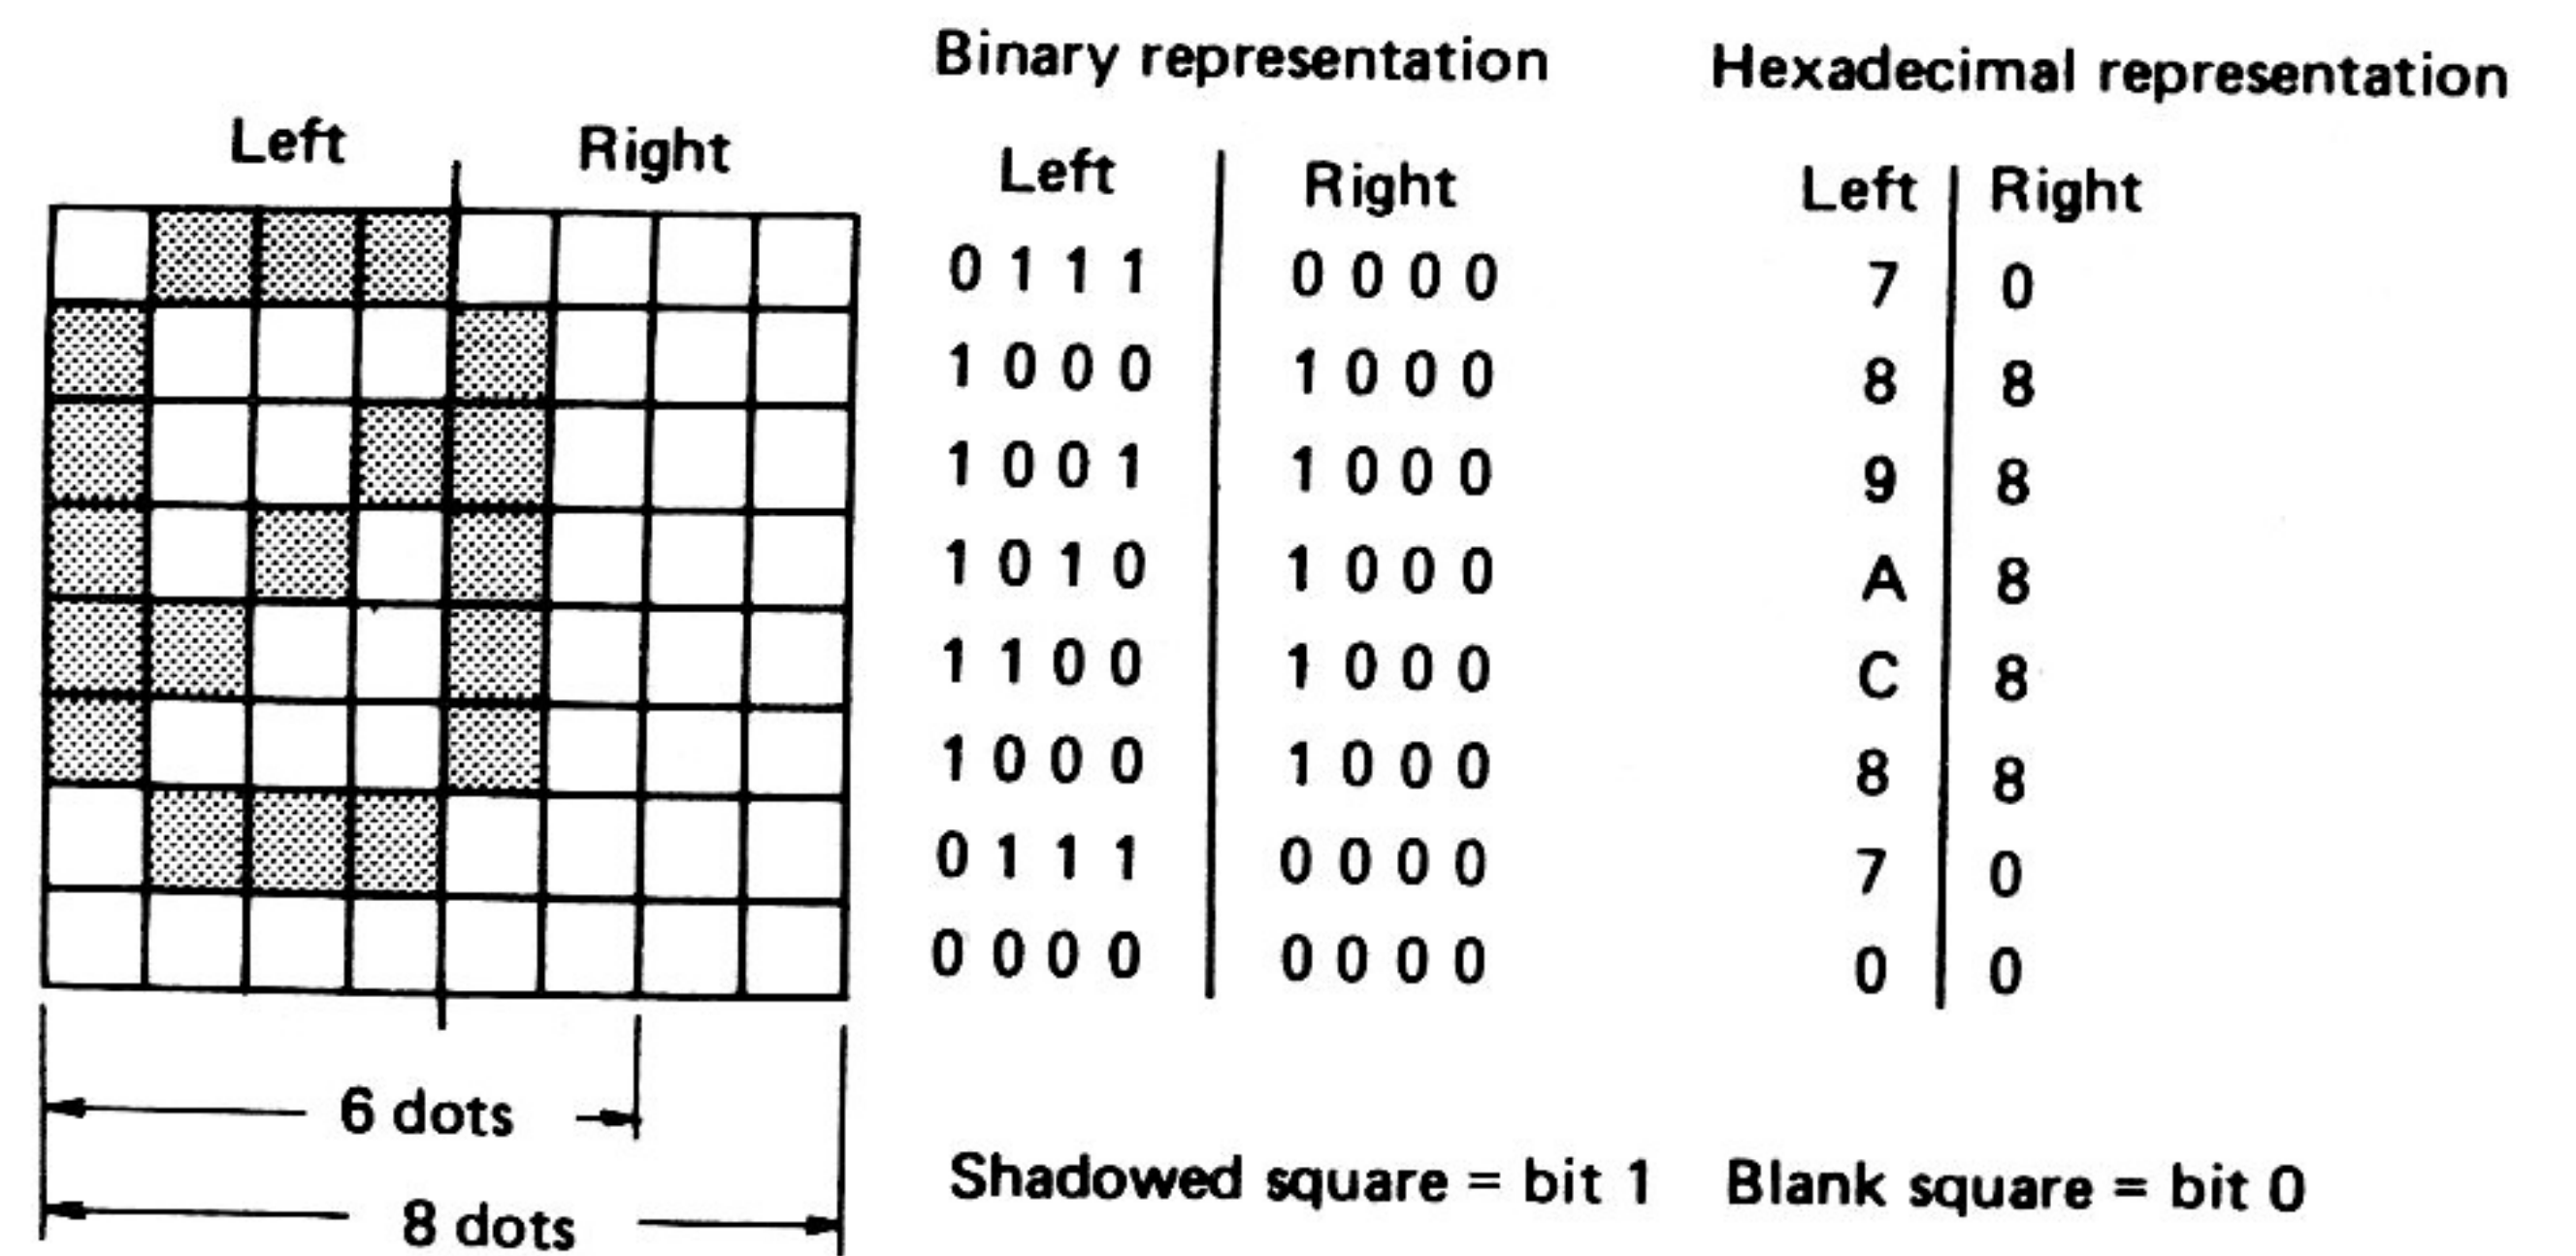 Binary representation Hexadecimal representation
Left Right Left Right Left Right
0 1 1 1 0 0 0 0 7 0
1 0 0 0 1 0 0 0 8 8
1 0 0 1 1 0 0 0 9 8
1 0 1 0 1 0 0 0 A 8
1 1 0 0 1 0 0 0 C 8
1 0 0 0 1 0 0 0 8 8
0 1 1 1 0 0 0 0 7 0
0 0 0 0 0 0 0 0 0 0
6 dots
Shadowed square = bit 1 Blank square = bit 0
8 dots